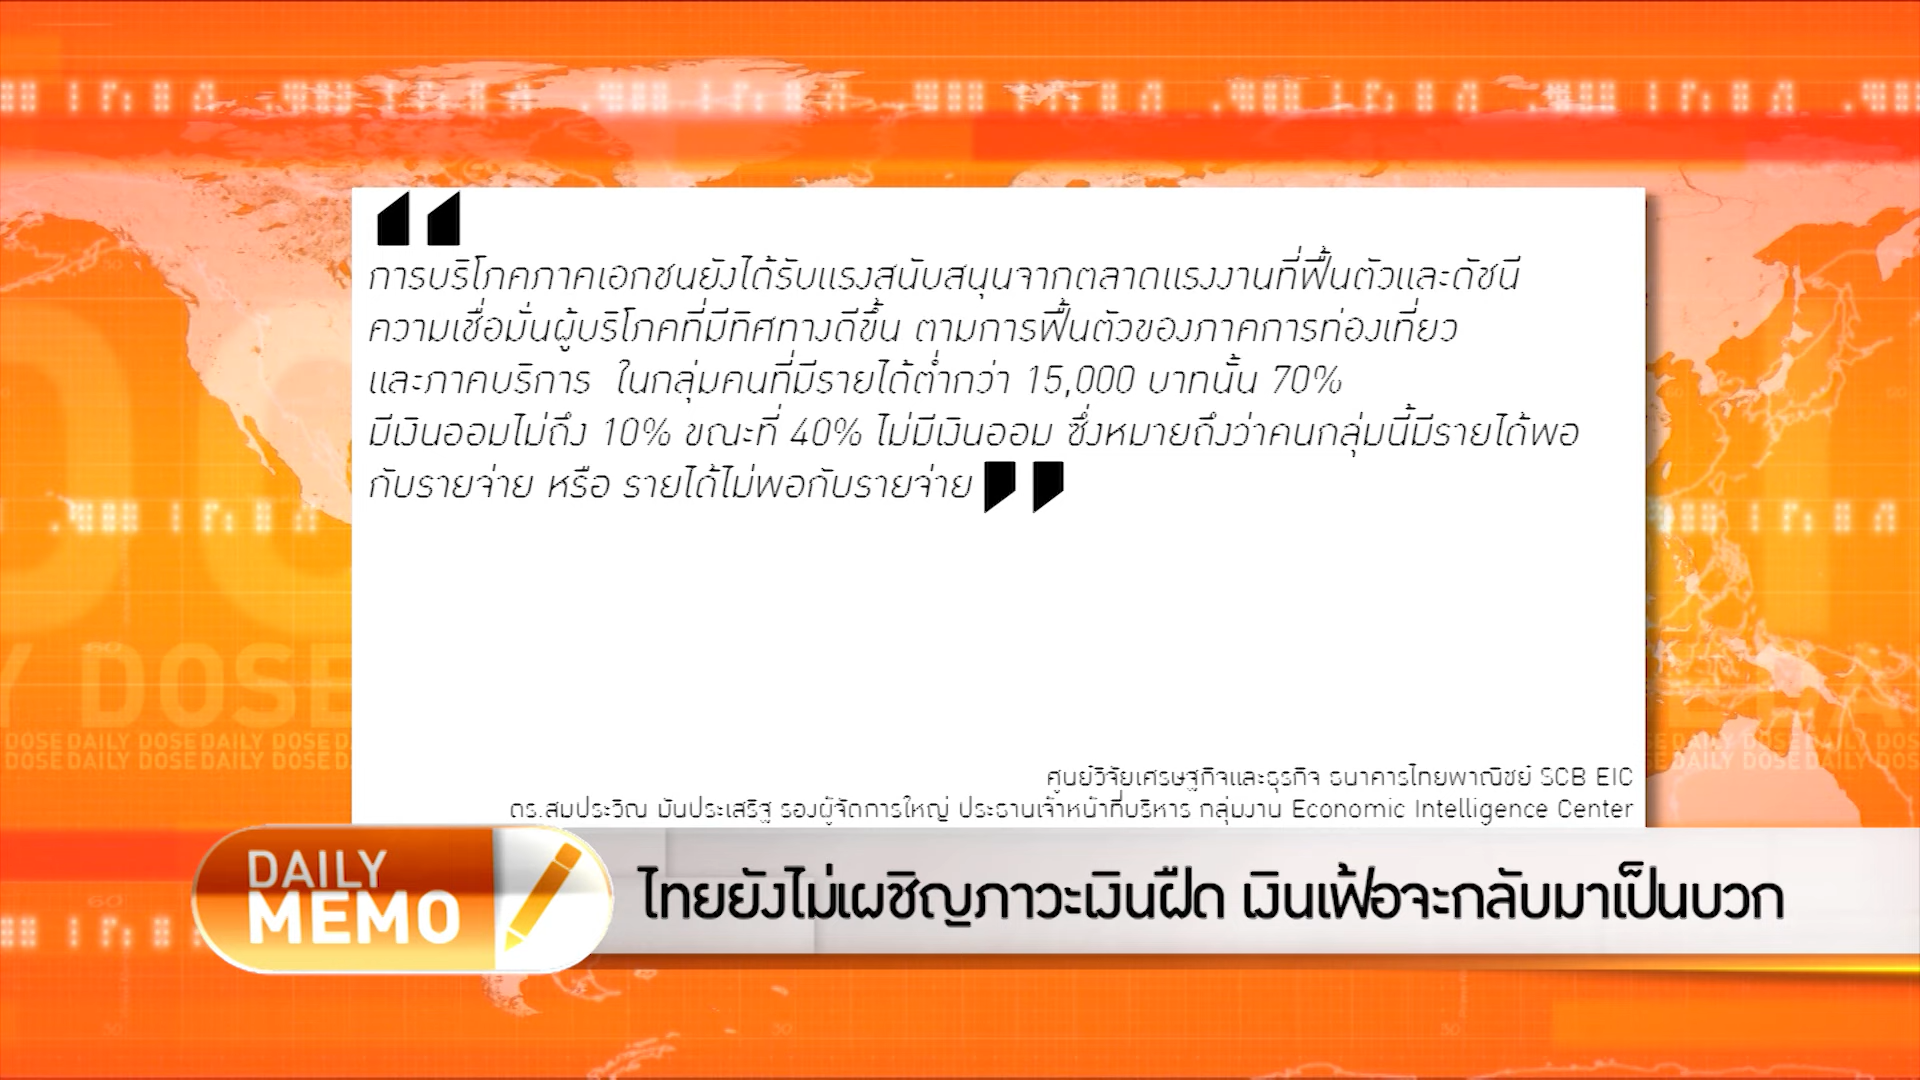 การบริโภคภาคเอกชนยังได้รับแรงสนับสนุนจากตลาดแรงงานที่ฟื้นตัวและดัชนี
ความเชื่อมั่นผู้บริโภคที่มีทิศทางดีขึ้น ตามการฟื้นตัวของภาคการท่องเที่ยว
และภาคบริการ ในกลุ่มคนที่มีรายได้ต่ำกว่า 15,000 บาทนั้น 70%
มีเงินออมไม่ถึง 10% ขณะที่ 40% ไม่มีเงินออม ซึ่งหมายถึงว่าคนกลุ่มนี้มีรายได้พอ
กับรายจ่าย หรือ รายได้ไม่พอกับรายจ่าย
Y DOSE
DOSE DAILY DOSE DAILY DOSE D
DOSE DAILY DOSE DAILY DOSE D
ศูนย์วิจัยเศรษฐกิจและธุรกิจ ธนาคารไทยพาณิชย์ SCB EIC
ดร.สมประวิณ มันประเสริฐ รองผู้จัดการใหญ่ ประธานเจ้าหน้าที่บริหาร กลุ่มงาน Economic Intelligence Center
DAILY
MEMO
ไทยยังไม่เผชิญภาวะเงินฝืด เงินเฟ้อจะกลับมาเป็นบวก